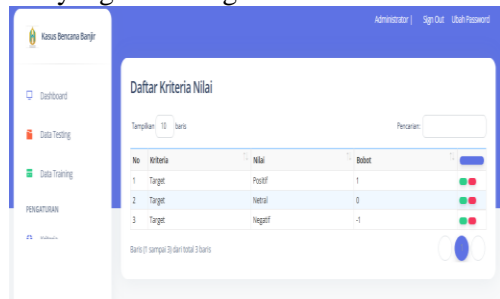 Administrator | Sign Out Ubah Password
Kasus Bencana Banjir
Dashboard
Data Testing
Data Training
PENGATURAN
Daftar Kriteria Nilai
Tampilkan 10 baris
Pencarian:
No Kriteria Nilai Bobot
1 Target Positif 1
2 Target Netral 0
3 Target Negatif -1
Baris (1 sampai 3) dari total 3 baris